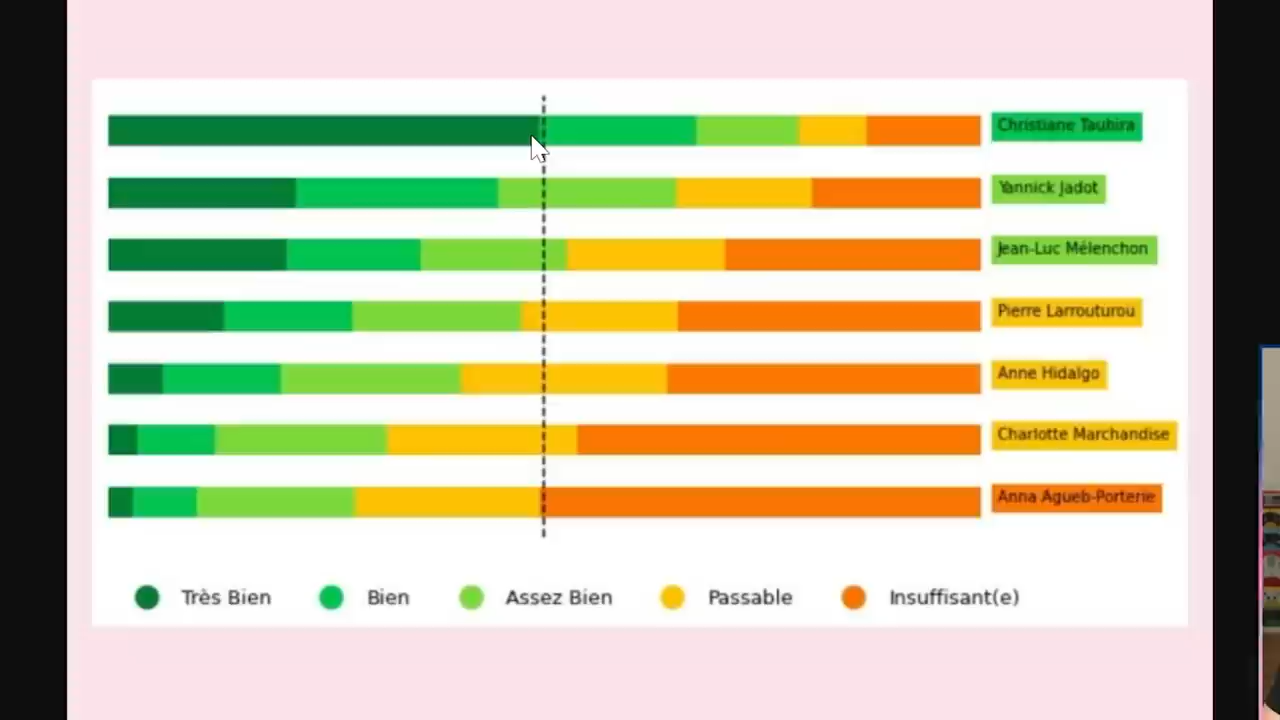 Christiane Taubira
Yannick Jadot
Jean-Luc Mélenchon
Pierre Larrouturou
Anne Hidalgo
Charlotte Marchandise
Anna Agueb-Porterie
Très Bien
Bien
Assez Bien
Passable
Insuffisant(e)